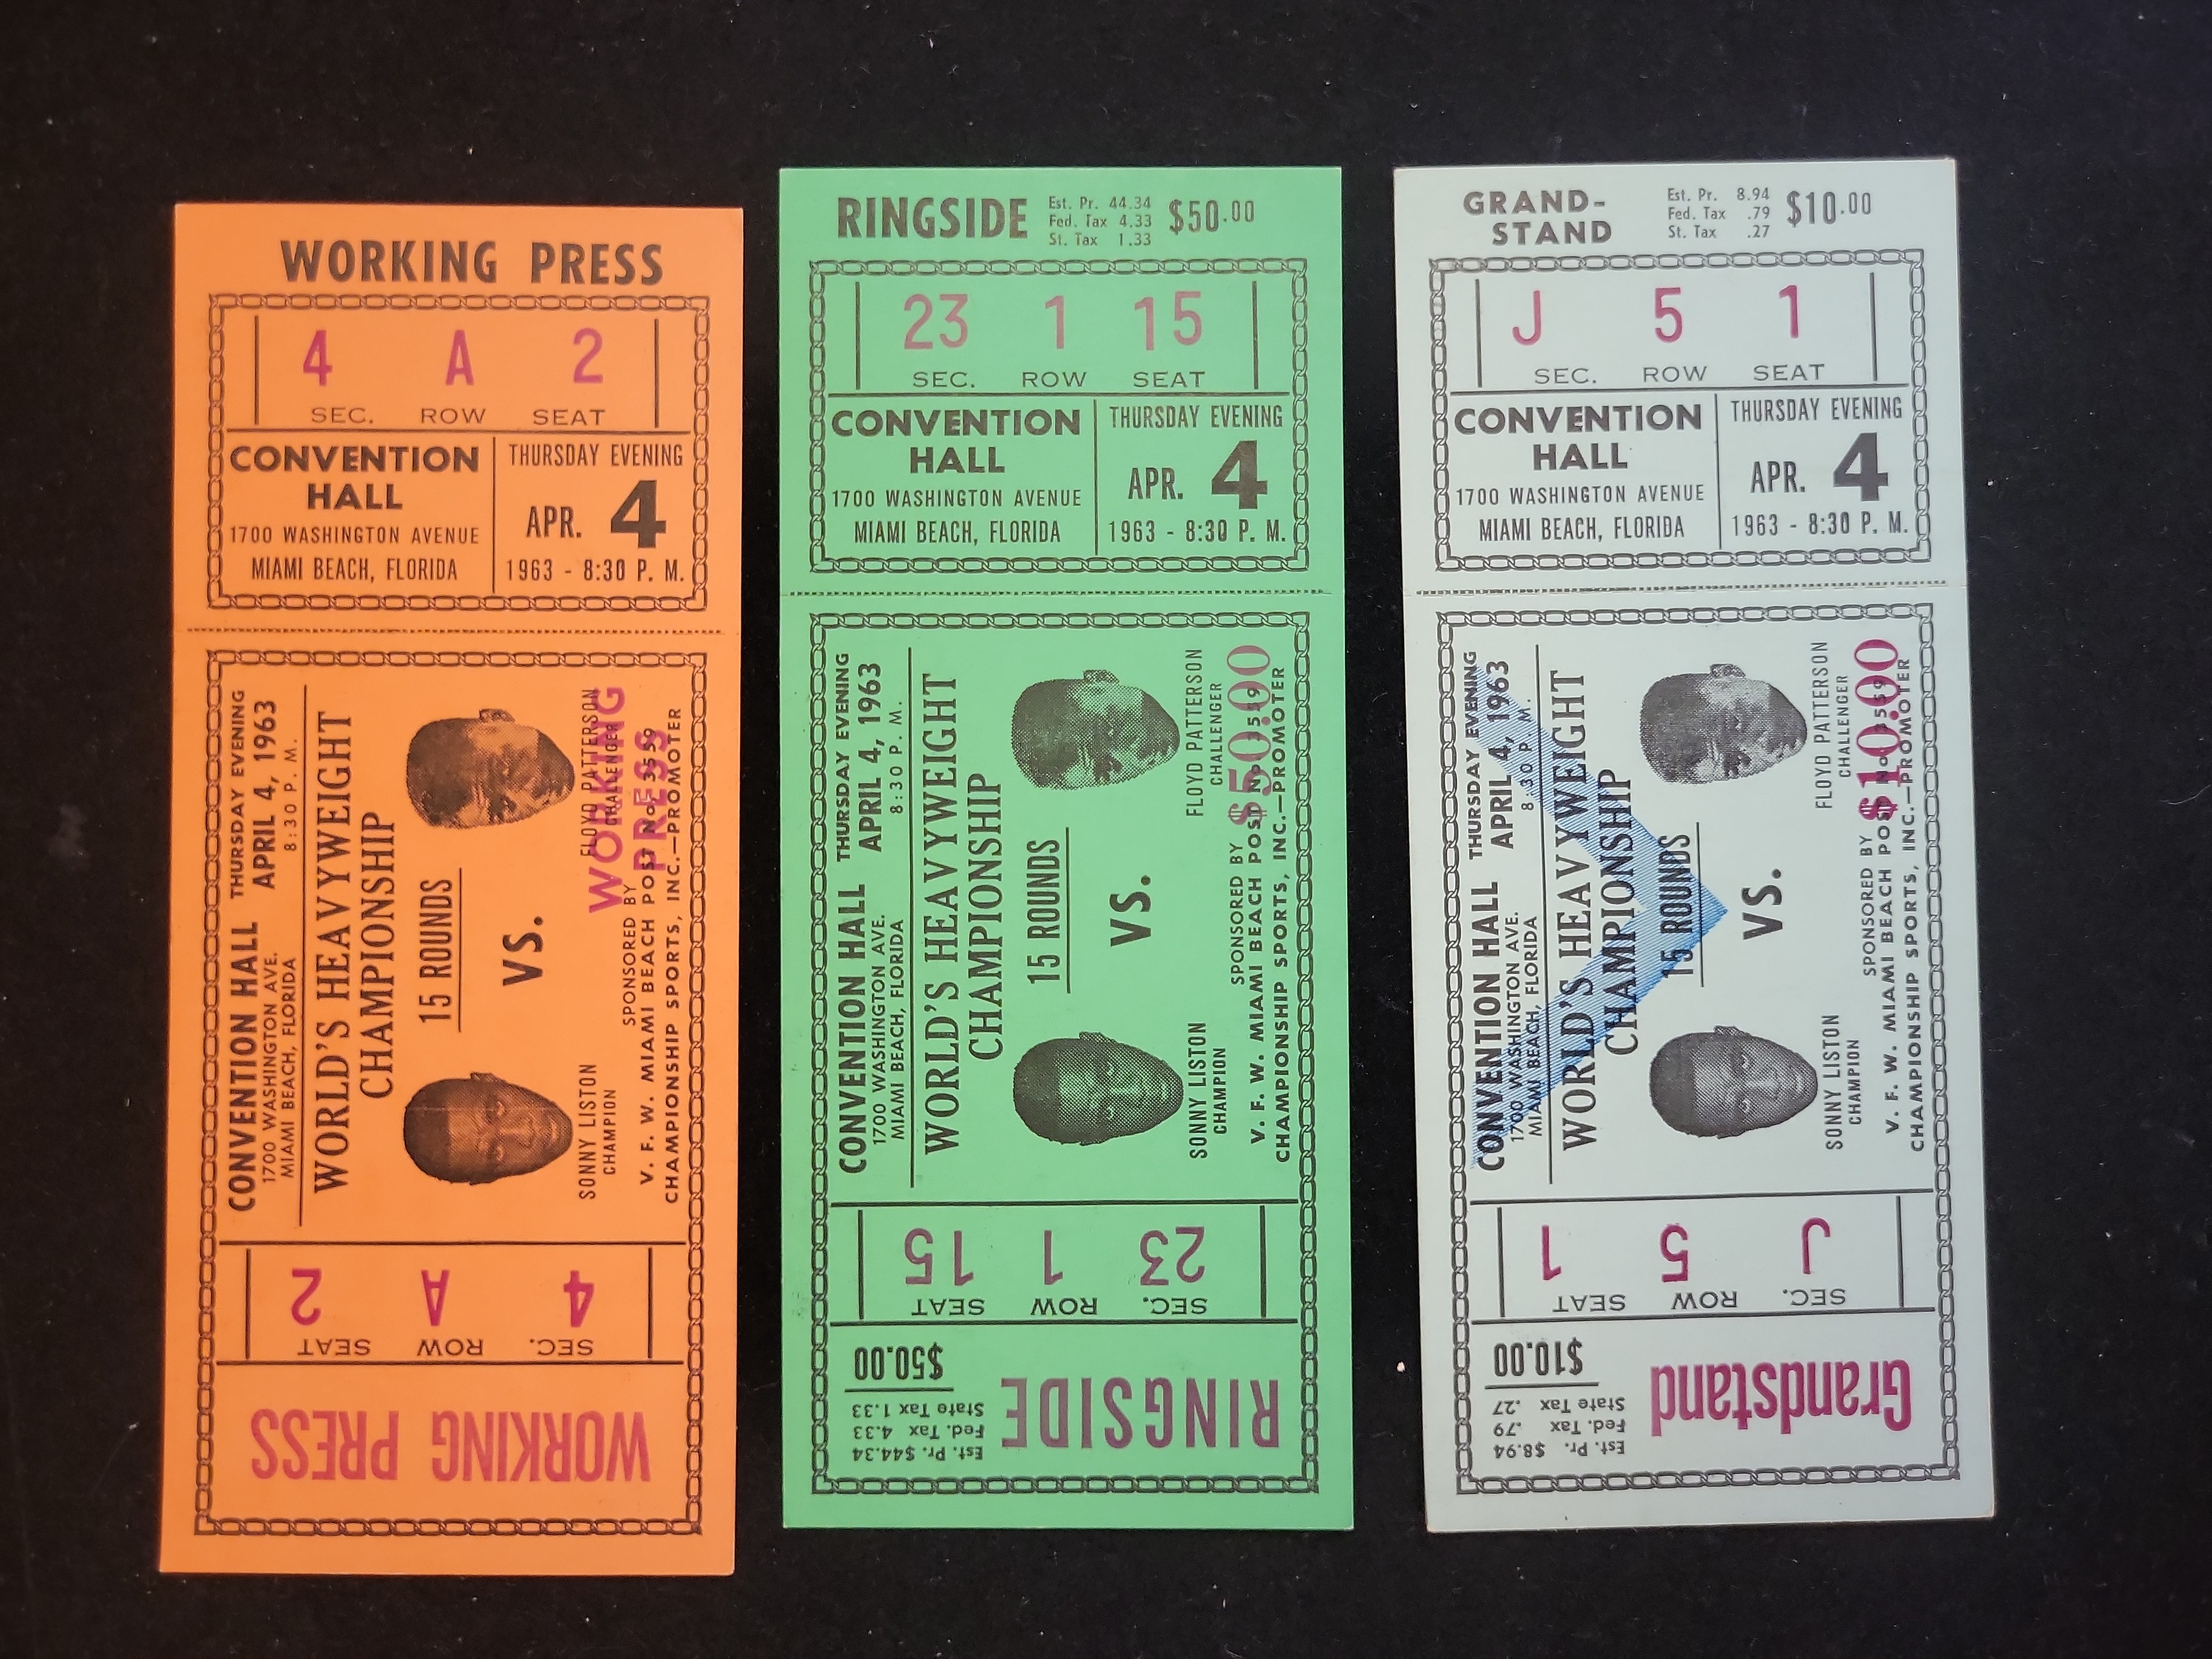 WORKING PRESS
4 A 2
SEC. ROW SEAT
CONVENTION
HALL
1700 WASHINGTON AVENUE
MIAMI BEACH, FLORIDA
THURSDAY EVENING
APR. 4
1963 - 8:30 P. M.
CONVENTION HALL THURSDAY EVENING
1700 WASHINGTON AVE. APRIL 4, 1963
MIAMI BEACH, FLORIDA 8:30 P. M.
WORLD'S HEAVYWEIGHT
CHAMPIONSHIP
15 ROUNDS
VS.
SONNY LISTON
CHAMPION
FLOYD PATTERSON
CHALLENGER
WORKING
PRESS
SPONSORED BY
V. F. W. MIAMI BEACH POST No. 3559
CHAMPIONSHIP SPORTS, INC.—PROMOTER
SEC. ROW SEAT
4 A 2
WORKING PRESS
RINGSIDE
Est. Pr. 44.34
Fed. Tax 4.33
St. Tax 1.33
$50.00
23 1 15
SEC. ROW SEAT
CONVENTION
HALL
1700 WASHINGTON AVENUE
MIAMI BEACH, FLORIDA
THURSDAY EVENING
APR. 4
1963 - 8:30 P. M.
CONVENTION HALL THURSDAY EVENING
1700 WASHINGTON AVE. APRIL 4, 1963
MIAMI BEACH, FLORIDA 8:30 P. M.
WORLD'S HEAVYWEIGHT
CHAMPIONSHIP
15 ROUNDS
VS.
SONNY LISTON
CHAMPION
FLOYD PATTERSON
CHALLENGER
$50.00
SPONSORED BY
V. F. W. MIAMI BEACH POST No. 3559
CHAMPIONSHIP SPORTS, INC.—PROMOTER
SEC. ROW SEAT
23 1 15
RINGSIDE
Est. Pr. $44.34
Fed. Tax 4.33
State Tax 1.33
$50.00
GRAND-
STAND
Est. Pr. 8.94
Fed. Tax .79
St. Tax .27
$10.00
J 5 1
SEC. ROW SEAT
CONVENTION
HALL
1700 WASHINGTON AVENUE
MIAMI BEACH, FLORIDA
THURSDAY EVENING
APR. 4
1963 - 8:30 P. M.
CONVENTION HALL THURSDAY EVENING
1700 WASHINGTON AVE. APRIL 4, 1963
MIAMI BEACH, FLORIDA 8:30 P. M.
WORLD'S HEAVYWEIGHT
CHAMPIONSHIP
15 ROUNDS
VS.
SONNY LISTON
CHAMPION
FLOYD PATTERSON
CHALLENGER
$10.00
SPONSORED BY
V. F. W. MIAMI BEACH POST No. 3559
CHAMPIONSHIP SPORTS, INC.—PROMOTER
SEC. ROW SEAT
J 5 1
Grandstand
Est. Pr. $8.94
Fed. Tax .79
State Tax .27
$10.00